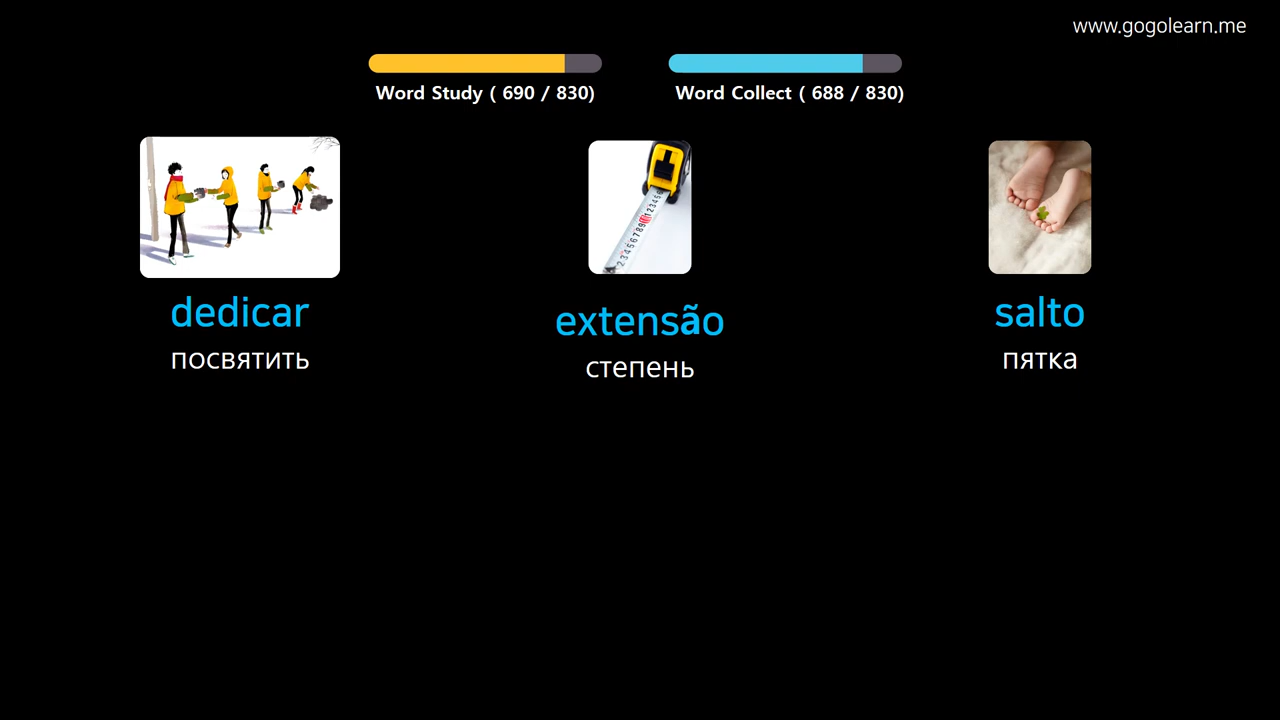 www.gogolearn.me
Word Study ( 690 / 830)
Word Collect ( 688 / 830)
dedicar
посвятить
extensão
степень
salto
пятка